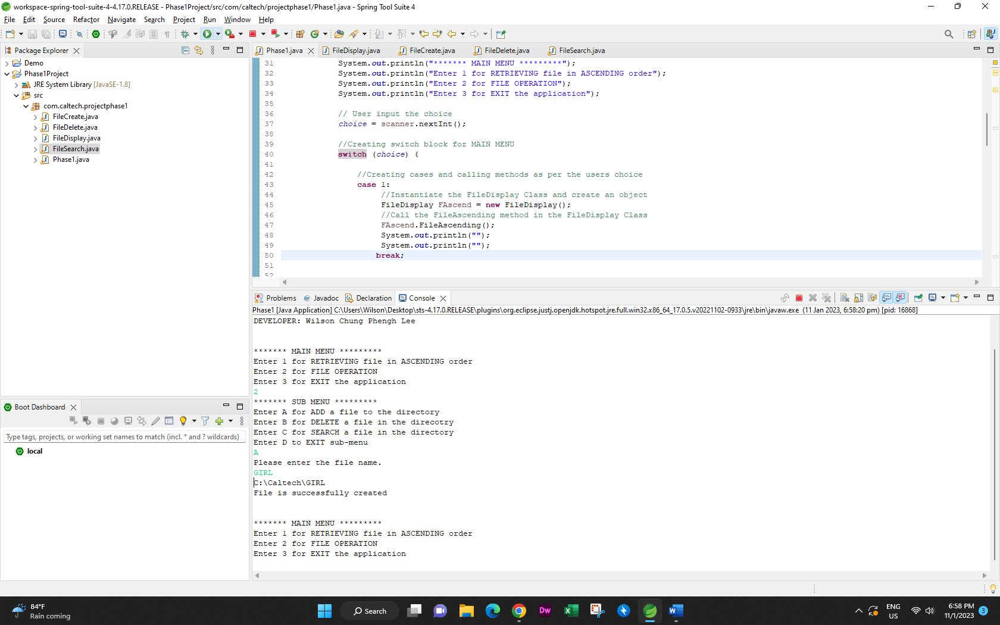 workspace-spring-tool-suite-4-4.17.0.RELEASE - Phase1Project/src/com/caltech/projectphase1/Phase1.java - Spring Tool Suite 4
File Edit Source Refactor Navigate Search Project Run Window Help
Package Explorer
Demo
Phase1Project
JRE System Library [JavaSE-1.8]
src
com.caltech.projectphase1
FileCreate.java
FileDelete.java
FileDisplay.java
FileSearch.java
Phase1.java
Phase1.java FileDisplay.java FileCreate.java FileDelete.java FileSearch.java
31 System.out.println("******* MAIN MENU *********");
32 System.out.println("Enter 1 for RETRIEVING file in ASCENDING order");
33 System.out.println("Enter 2 for FILE OPERATION");
34 System.out.println("Enter 3 for EXIT the application");
35
36 // User input the choice
37 choice = scanner.nextInt();
38
39 //Creating switch block for MAIN MENU
40 switch (choice) {
41
42 //Creating cases and calling methods as per the users choice
43 case 1:
44 //Instantiate the FileDisplay Class and create an object
45 FileDisplay FAscend = new FileDisplay();
46 //Call the FileAscending method in the FileDisplay Class
47 FAscend.FileAscending();
48 System.out.println("");
49 System.out.println("");
50 break;
51
52
Problems Javadoc Declaration Console
Phase1 [Java Application] C:\Users\Wilson\Desktop\sts-4.17.0.RELEASE\plugins\org.eclipse.justj.openjdk.hotspot.jre.full.win32.x86_64_17.0.5.v20221102-0933\jre\bin\javaw.exe (11 Jan 2023, 6:58:20 pm) [pid: 16868]
DEVELOPER: Wilson Chung Phengh Lee
******* MAIN MENU *********
Enter 1 for RETRIEVING file in ASCENDING order
Enter 2 for FILE OPERATION
Enter 3 for EXIT the application
2
******* SUB MENU *********
Enter A for ADD a file to the directory
Enter B for DELETE a file in the direcotry
Enter C for SEARCH a file in the directory
Enter D to EXIT sub-menu
A
Please enter the file name.
GIRL
C:\Caltech\GIRL
File is successfully created
******* MAIN MENU *********
Enter 1 for RETRIEVING file in ASCENDING order
Enter 2 for FILE OPERATION
Enter 3 for EXIT the application
Boot Dashboard
Type tags, projects, or working set names to match (incl. * and ? wildcards)
local
84°F
Rain coming
Search
Dw
ENG
US
6:58 PM
11/1/2023
3